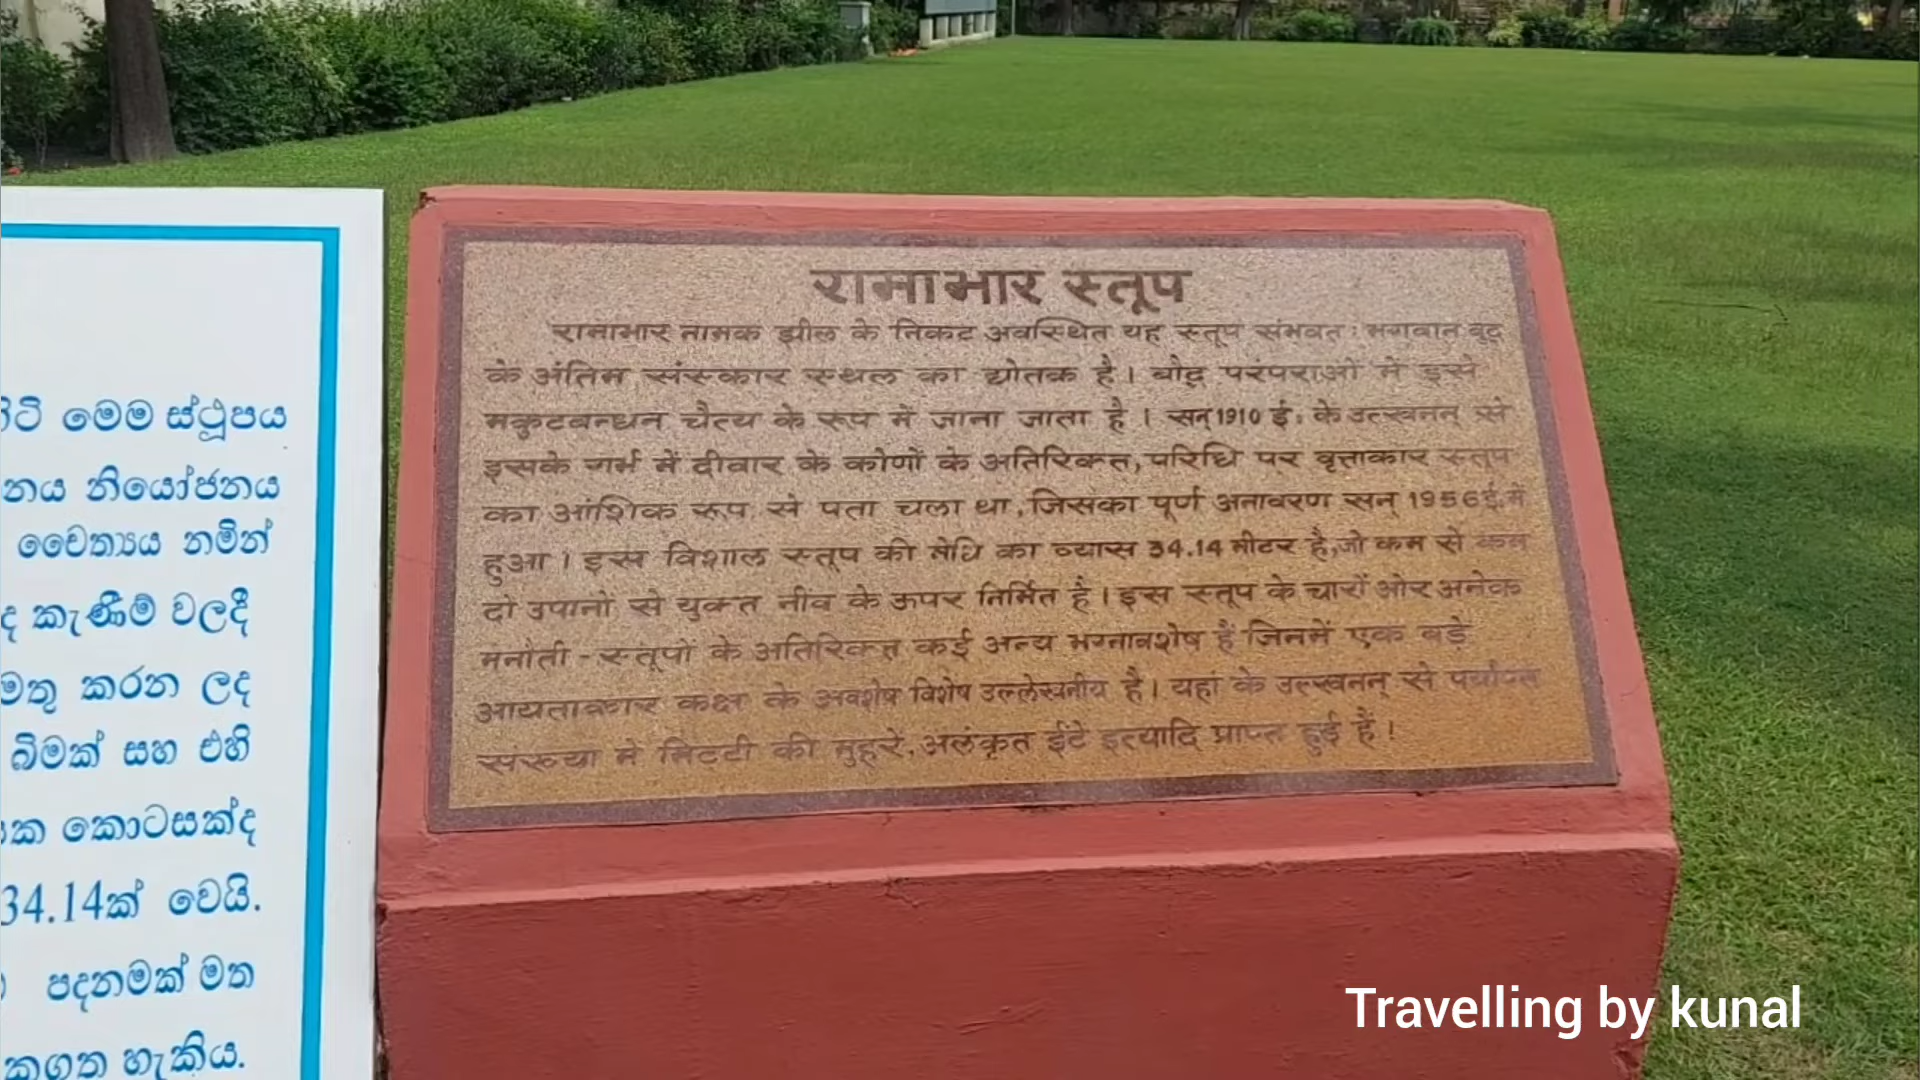 රිටි මෙම ස්ථූපය
නය නියෝජනය
චෛත්‍යය නමින්
ද කැණීම් වලදී
මතු කරන ලද
බිමක් සහ එහි
කොටසක්ද
34.14ක් වෙයි.
පදනමක් මත
හැකිය.
रामाभार स्तूप
रामाभार नामक झील के निकट अवस्थित यह स्तूप संभवतः भगवान बुद्ध
के अंतिम संस्कार स्थल का द्योतक है। बौद्ध परंपराओं में इसे
मकुटबन्धन चैत्य के रूप में जाना जाता है। सन् 1910 ई. के उत्खनन् से
इसके गर्भ में दीवार के कोणों के अतिरिक्त, परिधि पर वृत्ताकार स्तूप
का आंशिक रूप से पता चला था, जिसका पूर्ण अनावरण सन् 1956 ई. में
हुआ। इस विशाल स्तूप की मेधि का व्यास 34.14 मीटर है, जो कम से कम
दो उपानो से युक्त नीव के ऊपर निर्मित है। इस स्तूप के चारों ओर अनेक
मनौती - स्तूपों के अतिरिक्त कई अन्य भग्नावशेष हैं जिनमें एक बड़े
आयताकार कक्ष के अवशेष विशेष उल्लेखनीय है। यहां के उत्खनन् से पर्याप्त
संख्या मे मिटटी की मुहरे, अलंकृत ईंटे इत्यादि प्राप्त हुई हैं।
Travelling by kunal